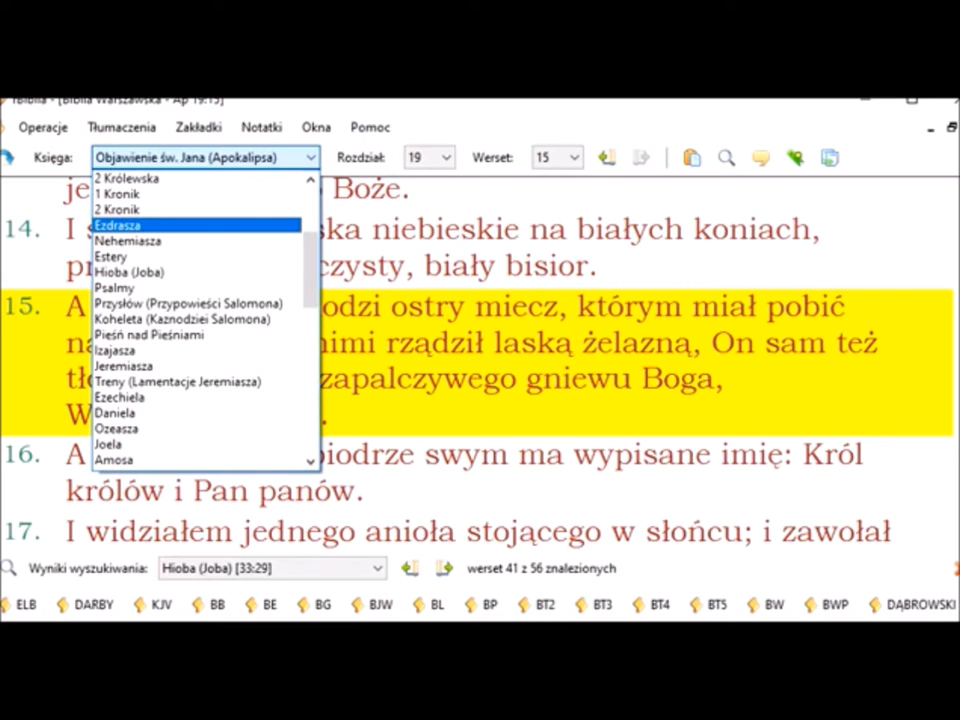 rBiblia - [Biblia Warszawska - Ap 19:15]
Operacje Tłumaczenia Zakładki Notatki Okna Pomoc
Księga: Objawienie św. Jana (Apokalipsa) Rozdział: 19 Werset: 15
2 Królewska
1 Kronik
2 Kronik
Ezdrasza
Nehemiasza
Estery
Hioba (Joba)
Psalmy
Przysłów (Przypowieści Salomona)
Koheleta (Kaznodziei Salomona)
Pieśń nad Pieśniami
Izajasza
Jeremiasza
Treny (Lamentacje Jeremiasza)
Ezechiela
Daniela
Ozeasza
Joela
Amosa
je Boże.
14. I s ska niebieskie na białych koniach,
pr czysty, biały bisior.
15. A odzi ostry miecz, którym miał pobić
na nimi rządził laską żelazną, On sam też
tło zapalczywego gniewu Boga,
W .
16. A biodrze swym ma wypisane imię: Król
królów i Pan panów.
17. I widziałem jednego anioła stojącego w słońcu; i zawołał
Wyniki wyszukiwania: Hioba (Joba) [33:29] werset 41 z 56 znalezionych
ELB DARBY KJV BB BE BG BJW BL BP BT2 BT3 BT4 BT5 BW BWP DĄBROWSKI